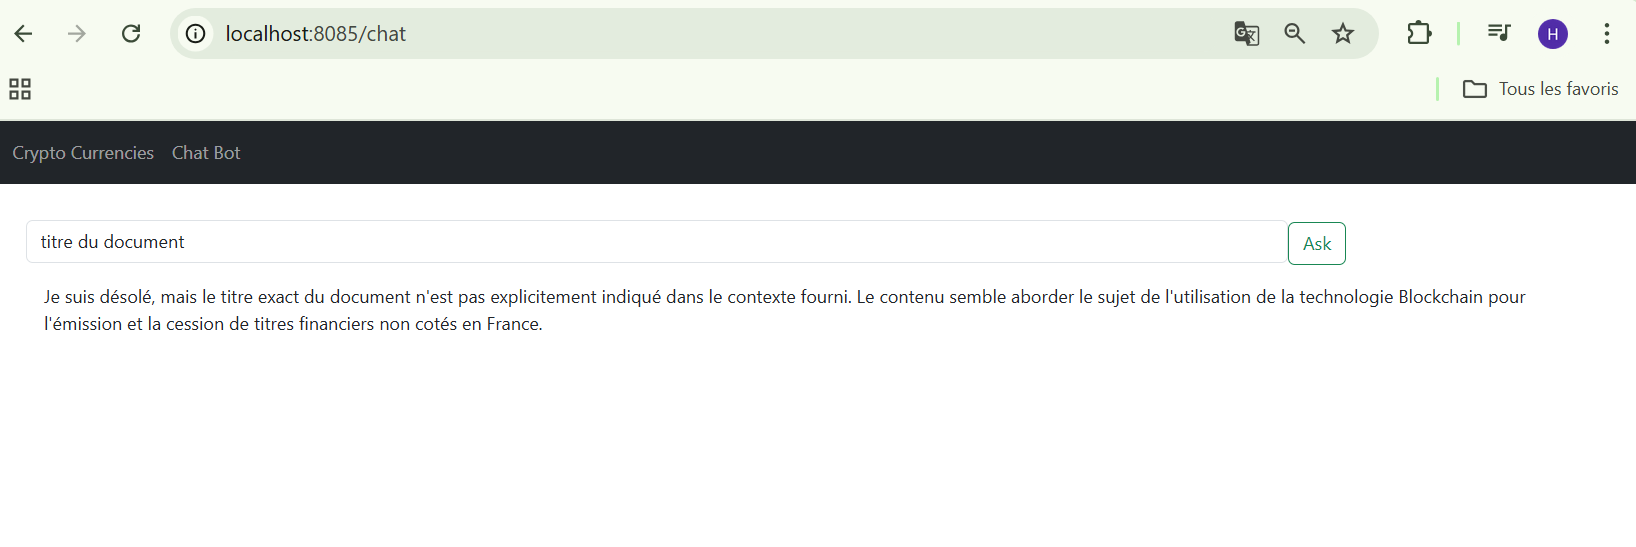 localhost:8085/chat
H
Tous les favoris
Crypto Currencies Chat Bot
titre du document
Ask
Je suis désolé, mais le titre exact du document n'est pas explicitement indiqué dans le contexte fourni. Le contenu semble aborder le sujet de l'utilisation de la technologie Blockchain pour
l'émission et la cession de titres financiers non cotés en France.